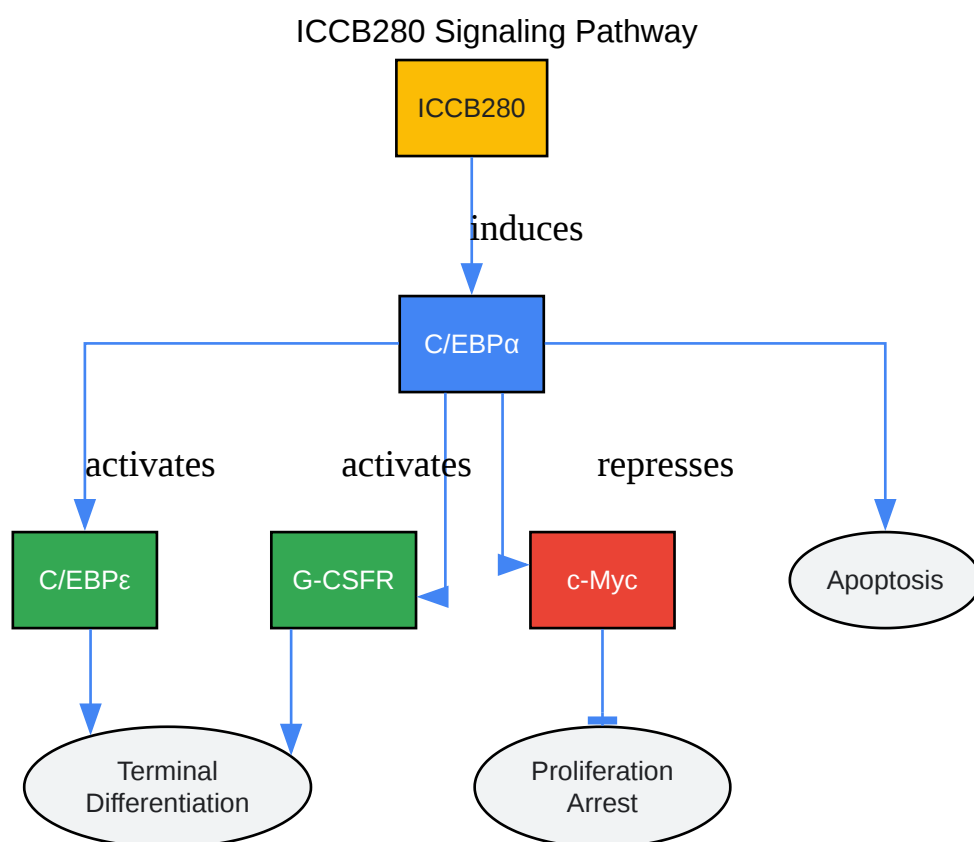 ICCB280 Signaling Pathway
ICCB280
induces
C/EBPα
activates
activates
represses
C/EBPε
G-CSFR
c-Myc
Apoptosis
Terminal
Differentiation
Proliferation
Arrest